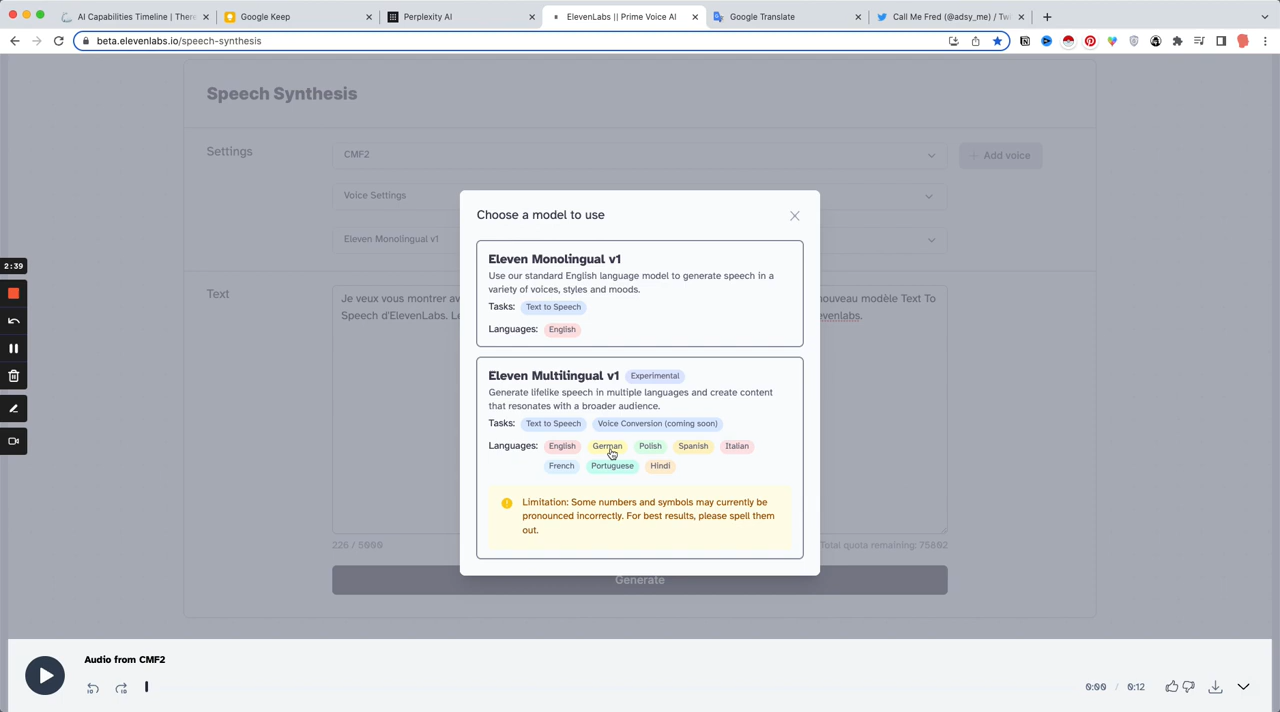 AI Capabilities Timeline | Ther
Google Keep
Perplexity AI
ElevenLabs || Prime Voice AI
Google Translate
Call Me Fred (@adsy_me) / Tw
beta.elevenlabs.io/speech-synthesis
Speech Synthesis
Settings
CMF2
Add voice
Voice Settings
Eleven Monolingual v1
2:39
Text
Je veux vous montrer av
nouveau modèle Text To
Speech d'ElevenLabs. Le
evenlabs.
Choose a model to use
Eleven Monolingual v1
Use our standard English language model to generate speech in a
variety of voices, styles and moods.
Tasks: Text to Speech
Languages: English
Eleven Multilingual v1 Experimental
Generate lifelike speech in multiple languages and create content
that resonates with a broader audience.
Tasks: Text to Speech Voice Conversion (coming soon)
Languages: English German Polish Spanish Italian
French Portuguese Hindi
Limitation: Some numbers and symbols may currently be
pronounced incorrectly. For best results, please spell them
out.
226 / 5000
Total quota remaining: 75802
Generate
Audio from CMF2
10
10
0:00 / 0:12